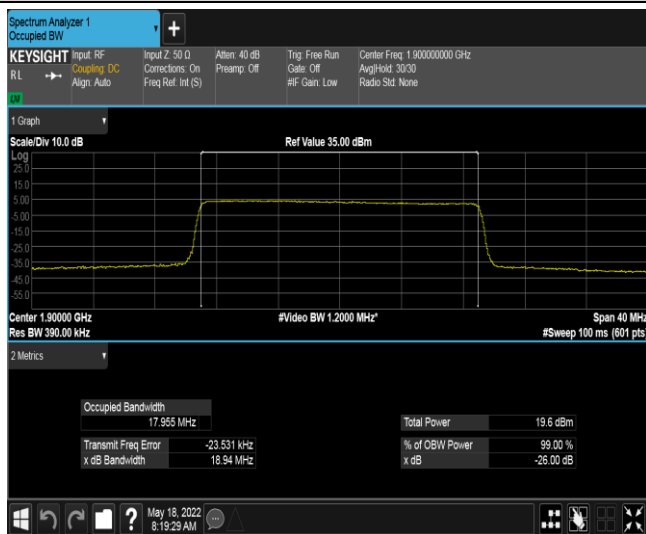 Spectrum Analyzer 1
Occupied BW
KEYSIGHT Input: RF Input Z: 50 Ω Atten: 40 dB Trig: Free Run Center Freq: 1.900000000 GHz
RL Coupling: DC Corrections: On Preamp: Off Gate: Off Avg|Hold: 30/30
Align: Auto Freq Ref: Int (S) #IF Gain: Low Radio Std: None
1 Graph
Scale/Div 10.0 dB Ref Value 35.00 dBm
Log
25.0
15.0
5.00
-5.00
-15.0
-25.0
-35.0
-45.0
-55.0
Center 1.90000 GHz #Video BW 1.2000 MHz* Span 40 MHz
Res BW 390.00 kHz #Sweep 100 ms (601 pts)
2 Metrics
Occupied Bandwidth
17.955 MHz Total Power 19.6 dBm
Transmit Freq Error -23.531 kHz % of OBW Power 99.00 %
x dB Bandwidth 18.94 MHz x dB -26.00 dB
? May 18, 2022
8:19:29 AM